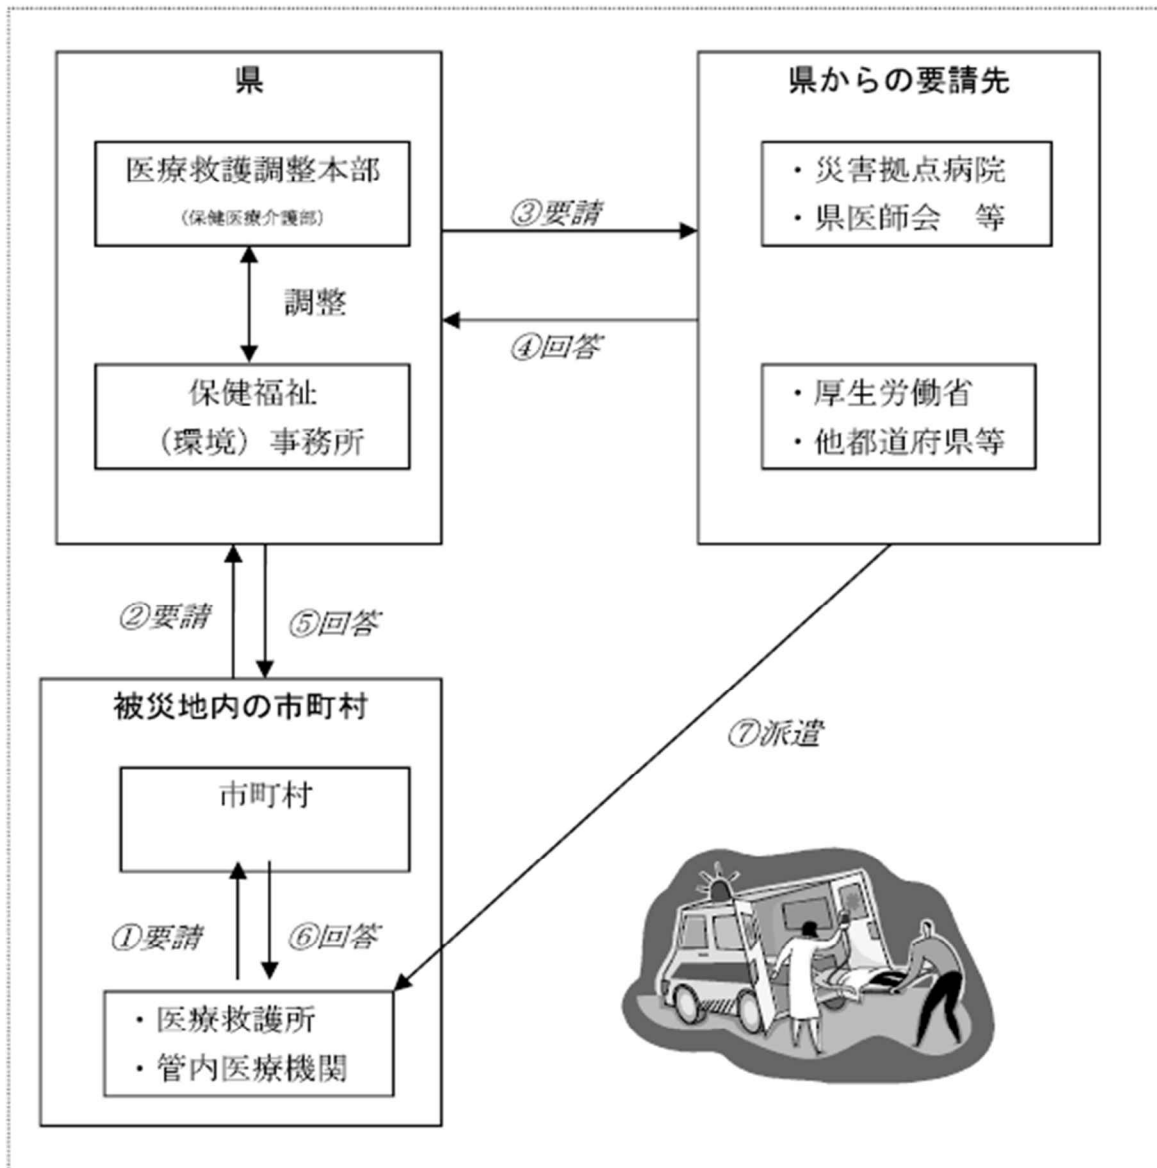 県
医療救護調整本部
（保健医療介護部）
調整
保健福祉
（環境）事務所
③要請
④回答
県からの要請先
・災害拠点病院
・県医師会　等
・厚生労働省
・他都道府県等
②要請
⑤回答
⑦派遣
被災地内の市町村
市町村
①要請
⑥回答
・医療救護所
・管内医療機関